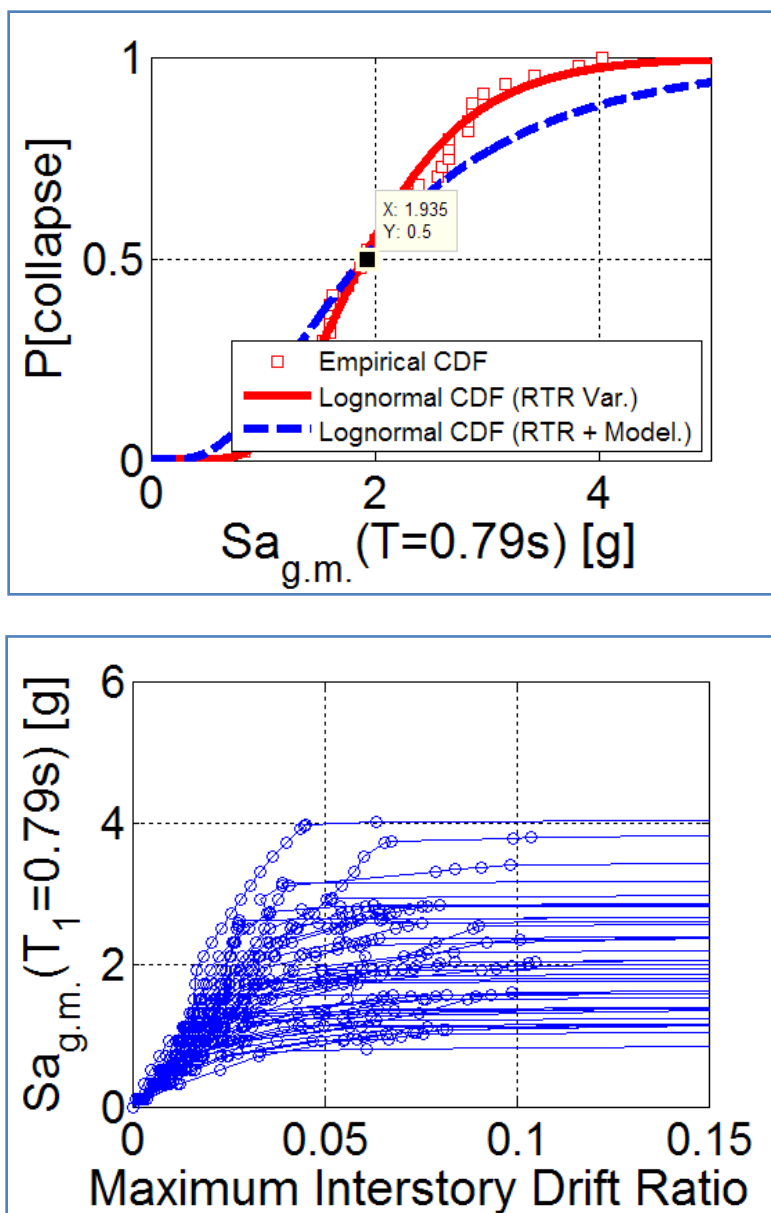 1
0.5
0
P[collapse]
X: 1.935
Y: 0.5
Empirical CDF
Lognormal CDF (RTR Var.)
Lognormal CDF (RTR + Model.)
0 2 4
Sa g.m. (T=0.79s) [g]
6
4
2
0
Sa g.m. (T1=0.79s) [g]
0 0.05 0.1 0.15
Maximum Interstory Drift Ratio